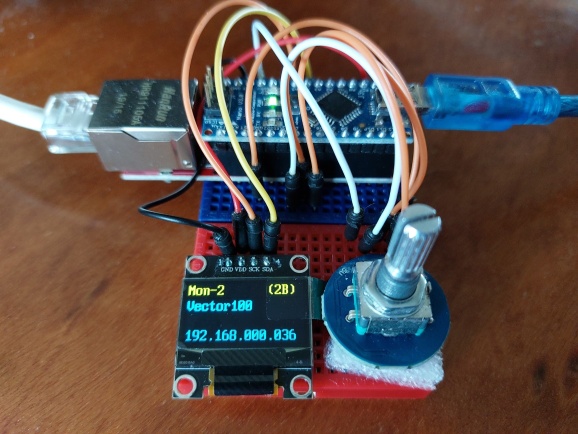 GND VDD SCK SDA
Mon-2 (2B)
Vector100
192.168.000.036